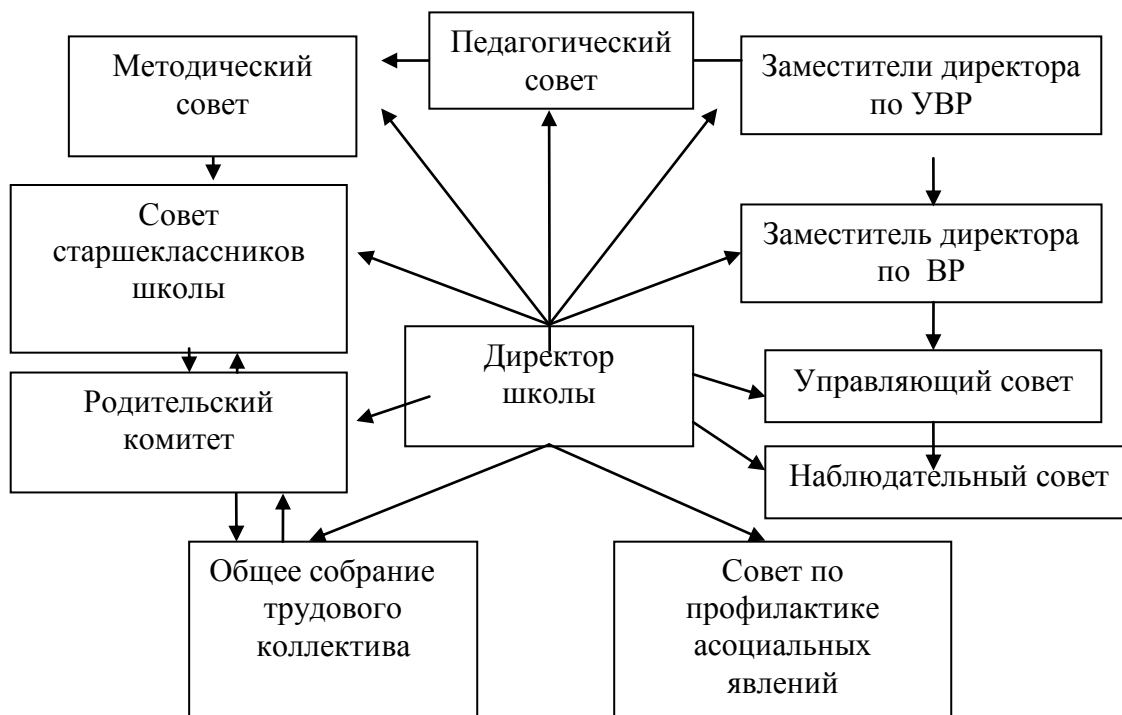 Методический
совет
Педагогический
совет
Заместители директора
по УВР
Совет
старшеклассников
школы
Заместитель директора
по ВР
Директор
школы
Управляющий совет
Родительский
комитет
Наблюдательный совет
Общее собрание
трудового
коллектива
Совет по
профилактике
асоциальных
явлений